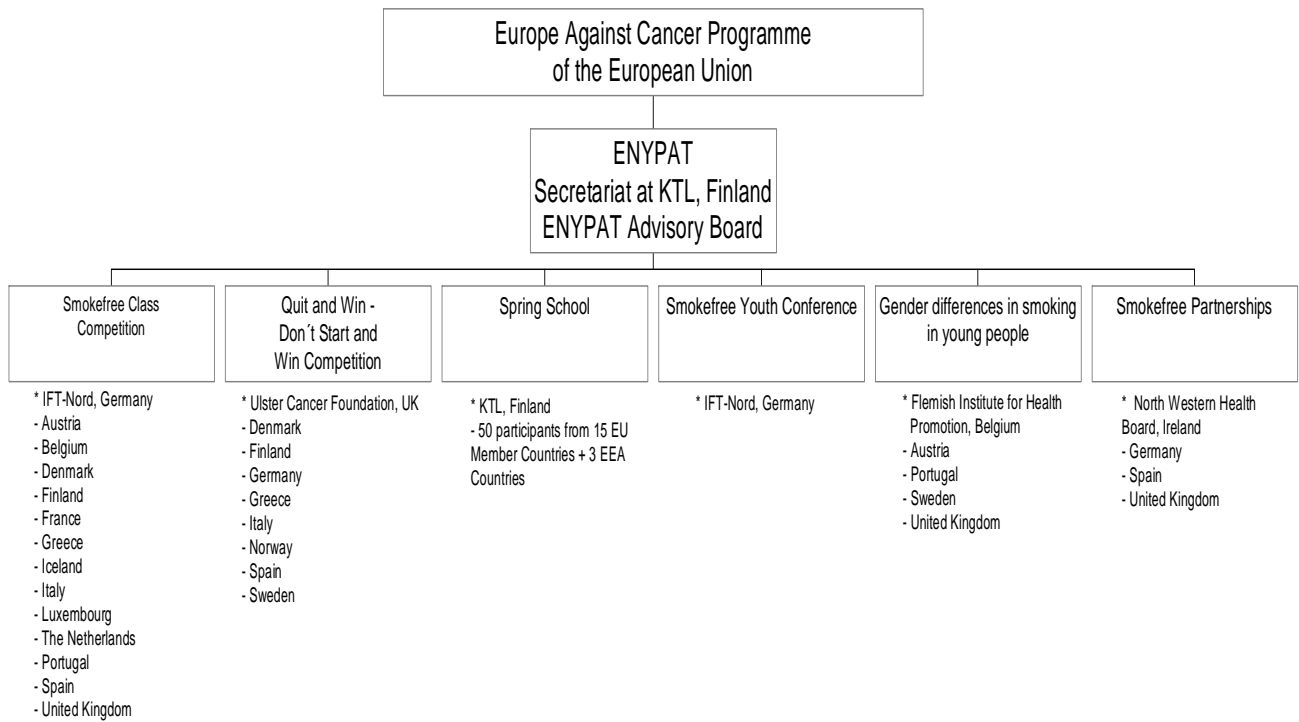 Europe Against Cancer Programme
of the European Union
ENYPAT
Secretariat at KTL, Finland
ENYPAT Advisory Board
Smokefree Class
Competition
* IFT-Nord, Germany
- Austria
- Belgium
- Denmark
- Finland
- France
- Greece
- Iceland
- Italy
- Luxembourg
- The Netherlands
- Portugal
- Spain
- United Kingdom
Quit and Win -
Don´t Start and
Win Competition
* Ulster Cancer Foundation, UK
- Denmark
- Finland
- Germany
- Greece
- Italy
- Norway
- Spain
- Sweden
Spring School
* KTL, Finland
- 50 participants from 15 EU
Member Countries + 3 EEA
Countries
Smokefree Youth Conference
* IFT-Nord, Germany
Gender differences in smoking
in young people
* Flemish Institute for Health
Promotion, Belgium
- Austria
- Portugal
- Sweden
- United Kingdom
Smokefree Partnerships
* North Western Health
Board, Ireland
- Germany
- Spain
- United Kingdom